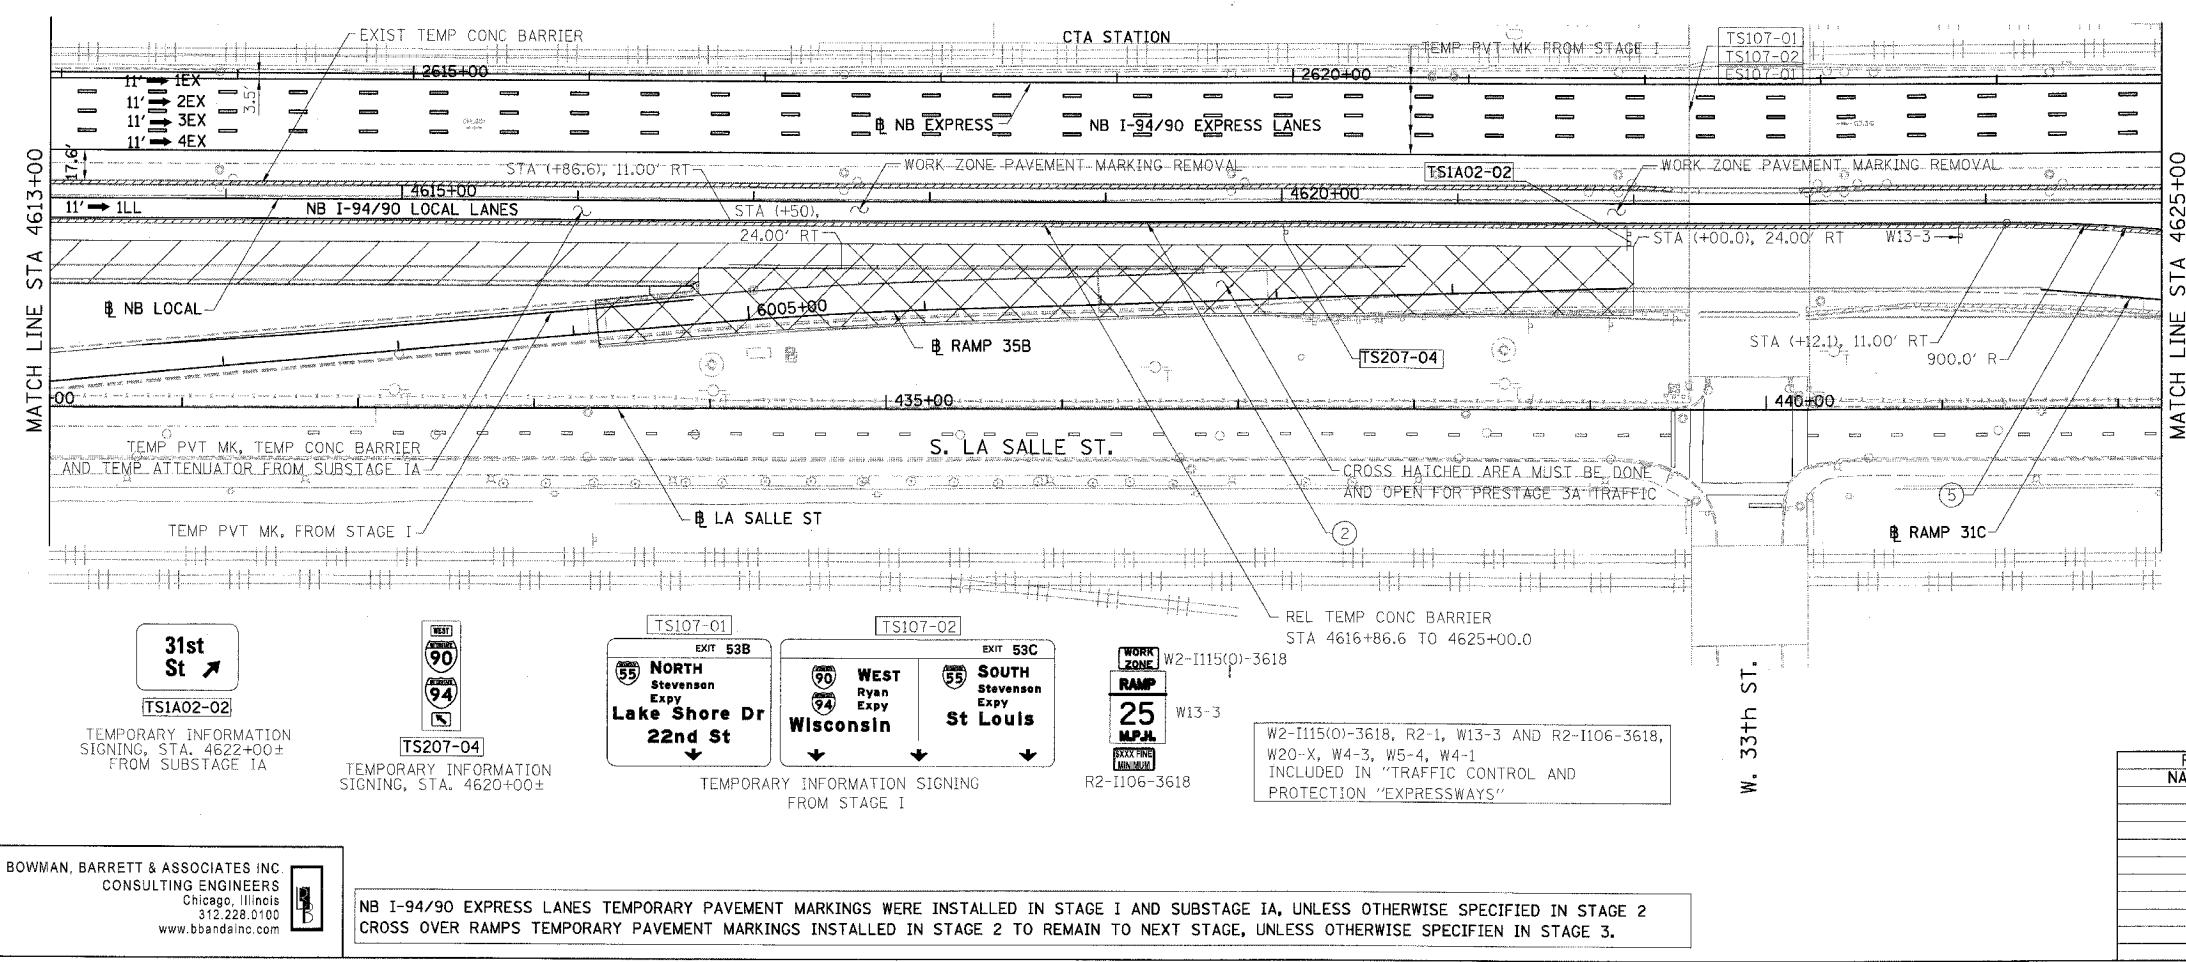 EXIST TEMP CONC BARRIER
CTA STATION
TEMP PVT MK FROM STAGE I
TS107-01
TS107-02
ES107-01
2615+00
2620+00
11' 1EX
11' 2EX
11' 3EX
11' 4EX
3.5'
℄ NB EXPRESS
NB I-94/90 EXPRESS LANES
17.6'
STA (+86.6), 11.00' RT
WORK ZONE PAVEMENT MARKING REMOVAL
TS1A02-02
WORK ZONE PAVEMENT MARKING REMOVAL
4615+00
4620+00
11' 1LL
NB I-94/90 LOCAL LANES
STA (+50),
24.00' RT
STA (+00.0), 24.00' RT
W13-3
MATCH LINE STA 4613+00
MATCH LINE STA 4625+00
B NB LOCAL
6005+00
B RAMP 35B
TS207-04
STA (+12.1), 11.00' RT
900.0' R
00
435+00
440+00
TEMP PVT MK, TEMP CONC BARRIER
AND TEMP ATTENUATOR FROM SUBSTAGE IA
S. LA SALLE ST.
CROSS HATCHED AREA MUST BE DONE
AND OPEN FOR PRESTAGE 3A TRAFFIC
5
TEMP PVT MK, FROM STAGE I
B LA SALLE ST
2
B RAMP 31C
REL TEMP CONC BARRIER
STA 4616+86.6 TO 4625+00.0
W. 33th ST.
31st
St
TS1A02-02
TEMPORARY INFORMATION
SIGNING, STA. 4622+00±
FROM SUBSTAGE IA
WEST
90
94
TS207-04
TEMPORARY INFORMATION
SIGNING, STA. 4620+00±
TS107-01
EXIT 53B
55 NORTH
Stevenson
Expy
Lake Shore Dr
22nd St
TS107-02
EXIT 53C
90 WEST
94 Ryan
Expy
Wisconsin
55 SOUTH
Stevenson
Expy
St Louis
TEMPORARY INFORMATION SIGNING
FROM STAGE I
WORK
ZONE
W2-I115(O)-3618
RAMP
25
M.P.H.
W13-3
$XXX FINE
MINIMUM
R2-I106-3618
W2-I115(O)-3618, R2-1, W13-3 AND R2-I106-3618,
W20-X, W4-3, W5-4, W4-1
INCLUDED IN "TRAFFIC CONTROL AND
PROTECTION "EXPRESSWAYS"
NA
BOWMAN, BARRETT & ASSOCIATES INC.
CONSULTING ENGINEERS
Chicago, Illinois
312.228.0100
www.bbandainc.com
NB I-94/90 EXPRESS LANES TEMPORARY PAVEMENT MARKINGS WERE INSTALLED IN STAGE I AND SUBSTAGE IA, UNLESS OTHERWISE SPECIFIED IN STAGE 2
CROSS OVER RAMPS TEMPORARY PAVEMENT MARKINGS INSTALLED IN STAGE 2 TO REMAIN TO NEXT STAGE, UNLESS OTHERWISE SPECIFIEN IN STAGE 3.